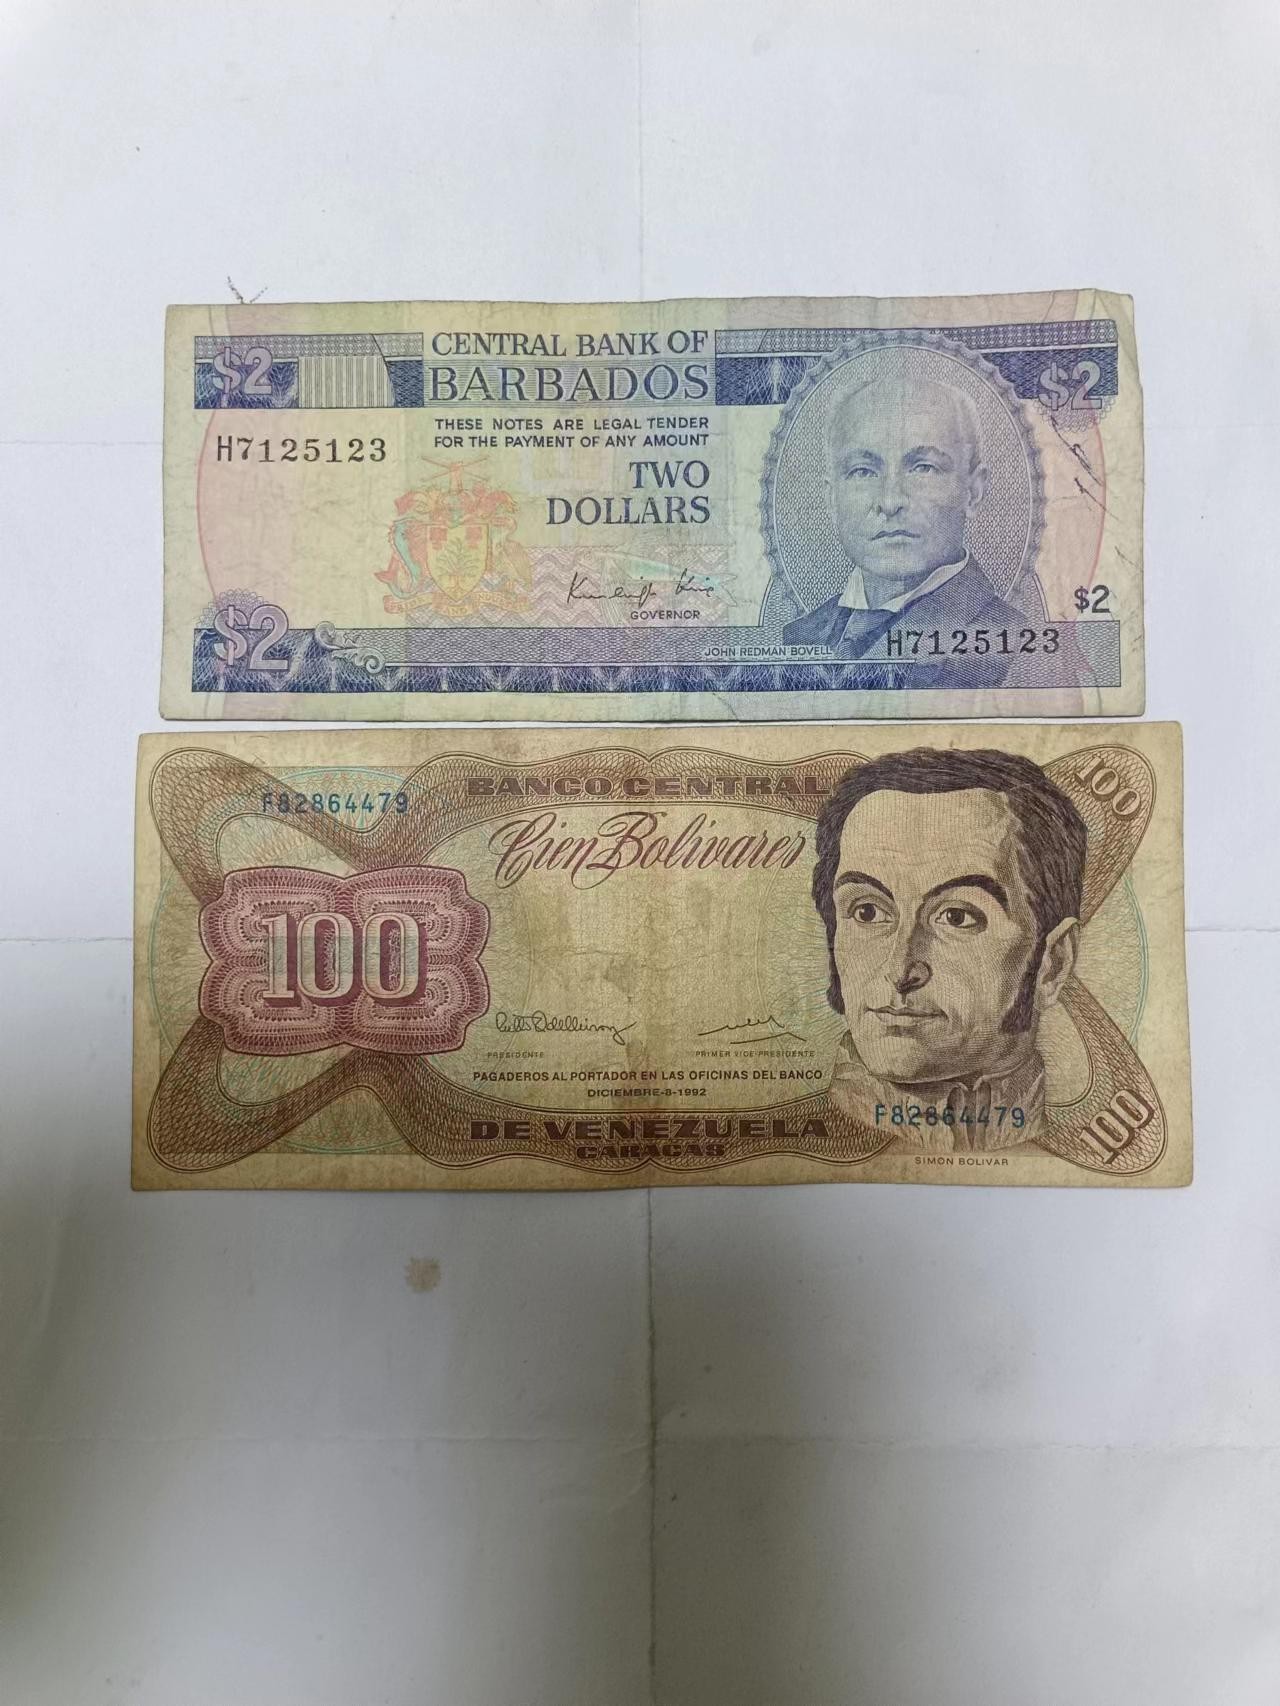 $2
CENTRAL BANK OF
BARBADOS
$2
THESE NOTES ARE LEGAL TENDER
FOR THE PAYMENT OF ANY AMOUNT
H7125123
TWO
DOLLARS
GOVERNOR
$2
$2
JOHN REDMAN BOVELL
H7125123
BANCO CENTRAL
100
F82864479
Cien Bolivares
100
PRESIDENTE
PRIMER VICE-PRESIDENTE
PAGADEROS AL PORTADOR EN LAS OFICINAS DEL BANCO
DICIEMBRE-8-1992
F82864479
100
DE VENEZUELA
CARACAS
SIMON BOLIVAR